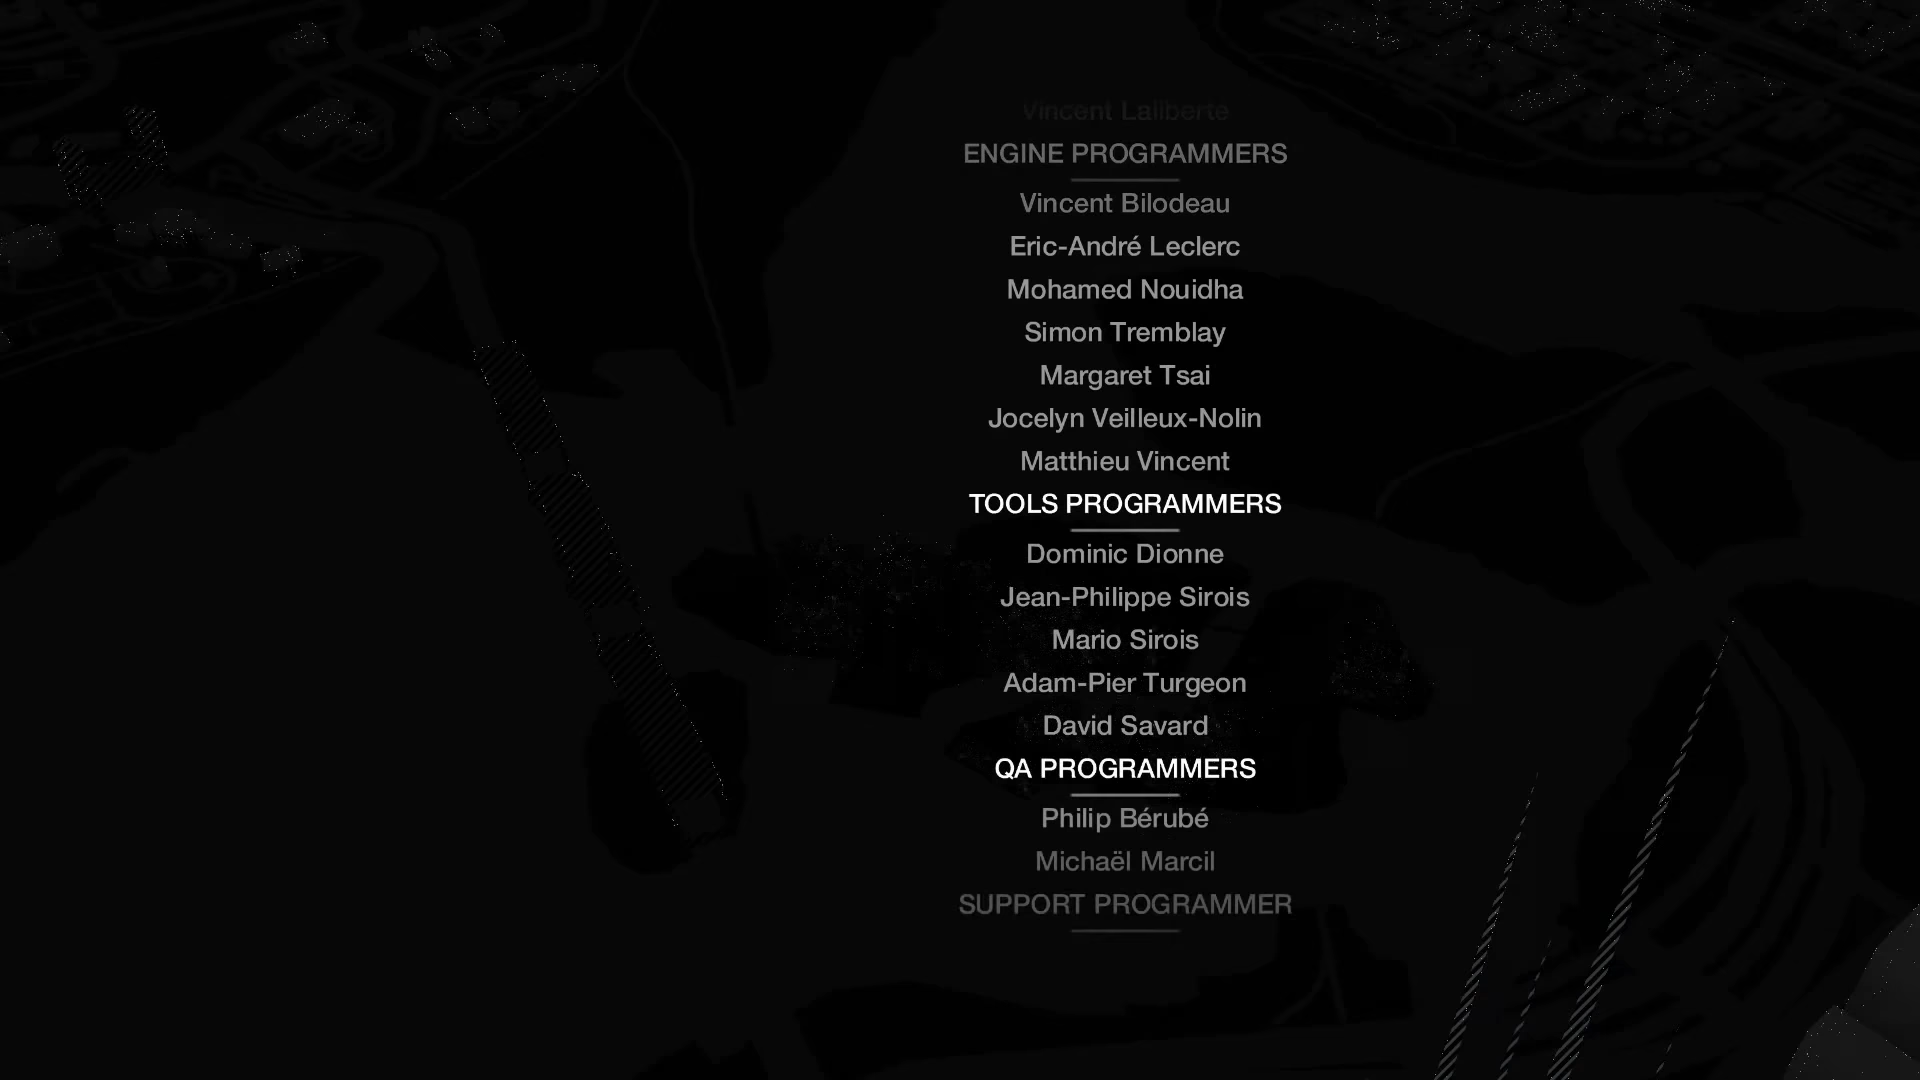 Vincent Laliberte
ENGINE PROGRAMMERS
Vincent Bilodeau
Eric-André Leclerc
Mohamed Nouidha
Simon Tremblay
Margaret Tsai
Jocelyn Veilleux-Nolin
Matthieu Vincent
TOOLS PROGRAMMERS
Dominic Dionne
Jean-Philippe Sirois
Mario Sirois
Adam-Pier Turgeon
David Savard
QA PROGRAMMERS
Philip Bérubé
Michaël Marcil
SUPPORT PROGRAMMER